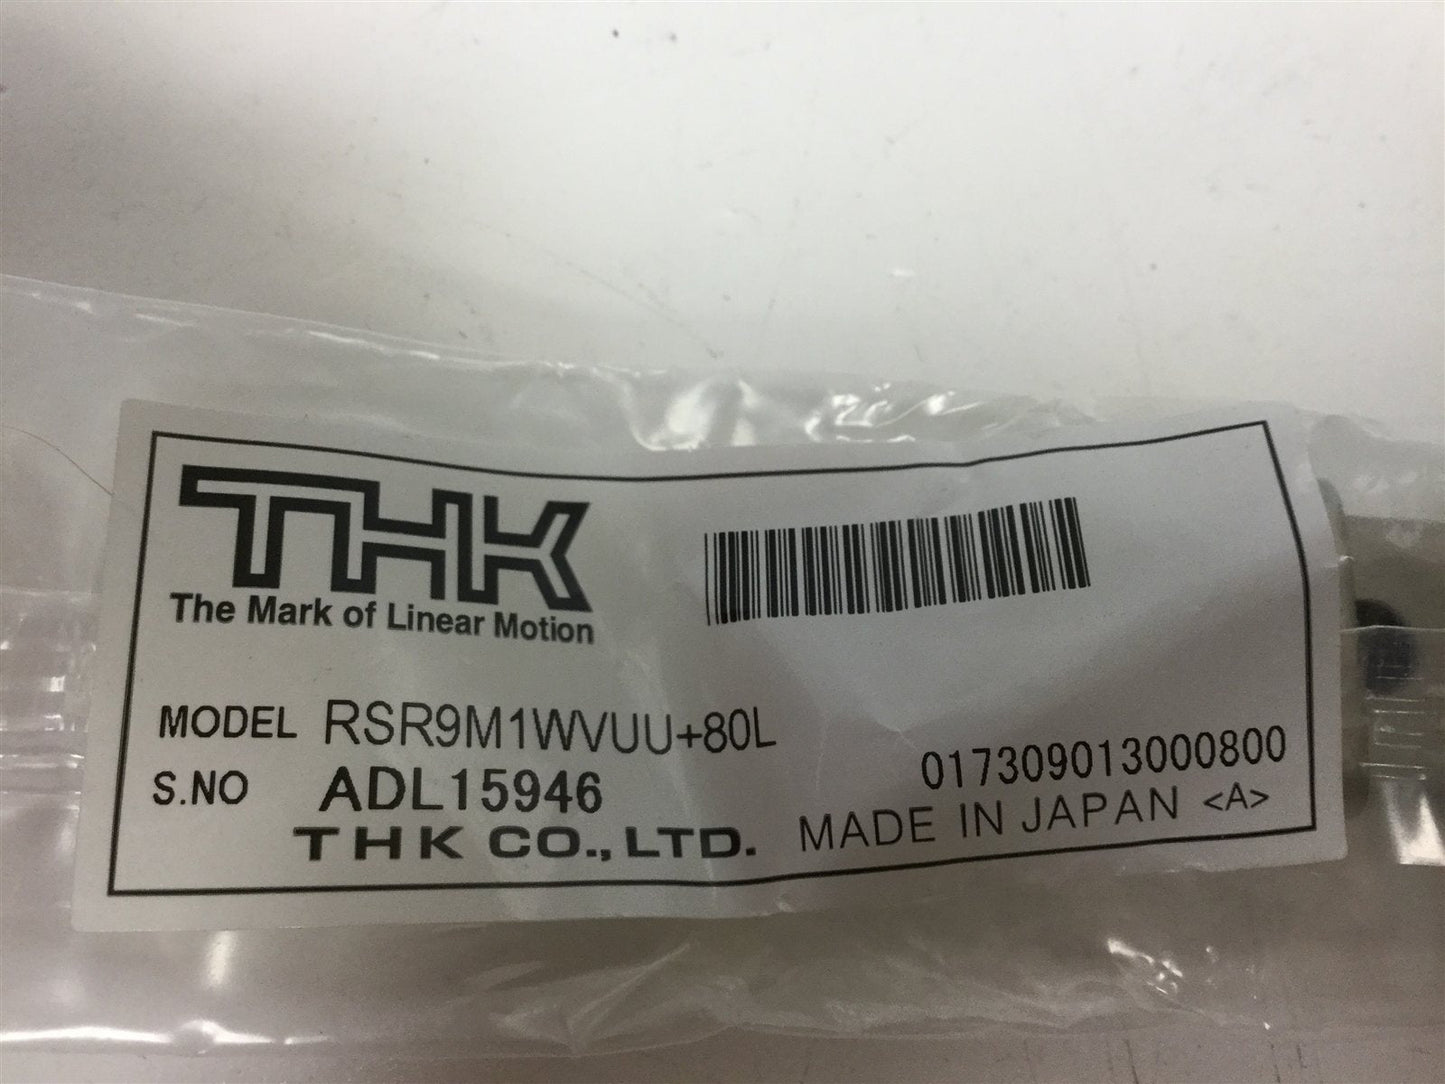 THK
The Mark of Linear Motion
MODEL RSR9M1WVUU+80L
S.NO ADL15946
017309013000800
THK CO., LTD. MADE IN JAPAN <A>